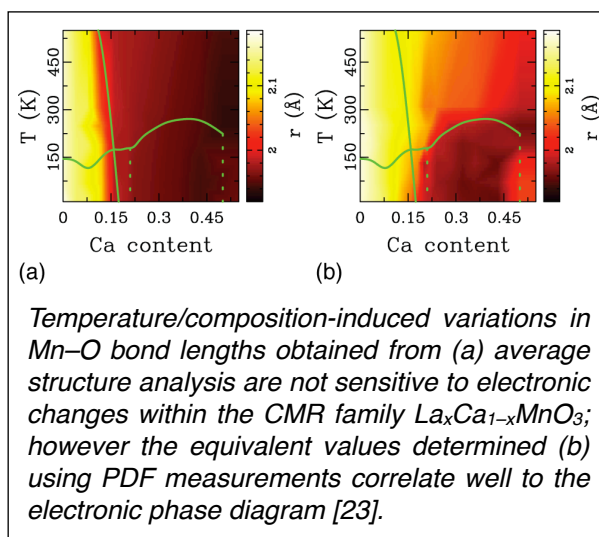 T (K)
150
300
450
0
0.15
0.3
0.45
Ca content
2
2.1
r (Å)
(a)
T (K)
150
300
450
0
0.15
0.3
0.45
Ca content
2
2.1
r (Å)
(b)
Temperature/composition-induced variations in
Mn–O bond lengths obtained from (a) average
structure analysis are not sensitive to electronic
changes within the CMR family LaₓCa₁₋ₓMnO₃;
however the equivalent values determined (b)
using PDF measurements correlate well to the
electronic phase diagram [23].